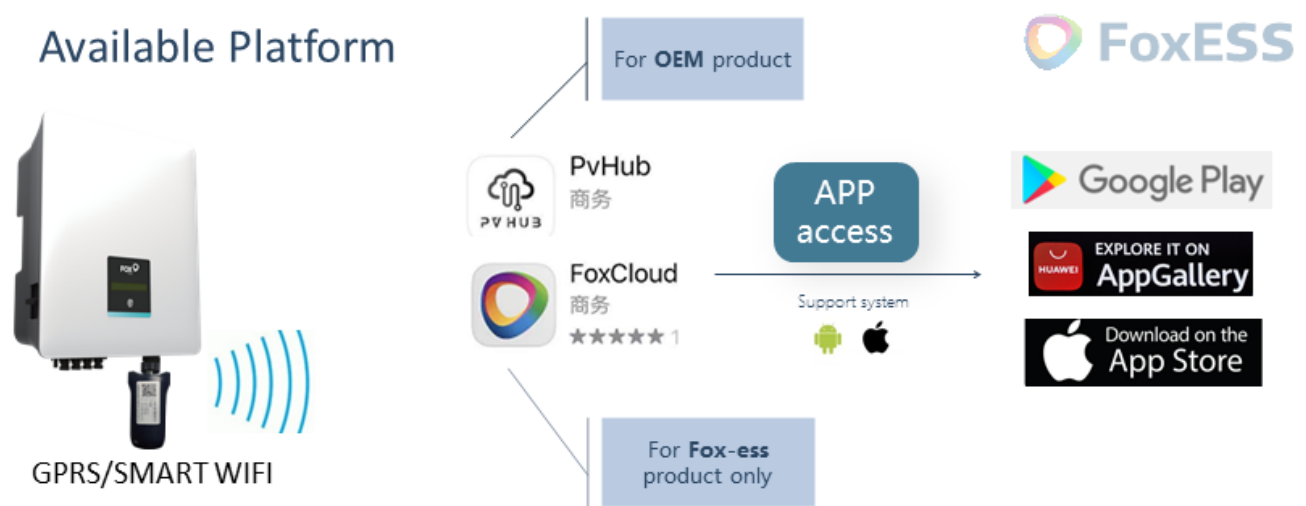 Available Platform
For OEM product
FoxESS
PvHub
商务
PV HUB
APP
access
Google Play
EXPLORE IT ON
AppGallery
HUAWEI
FoxCloud
商务
1
Support system
Download on the
App Store
FOX
GPRS/SMART WIFI
For Fox-ess
product only